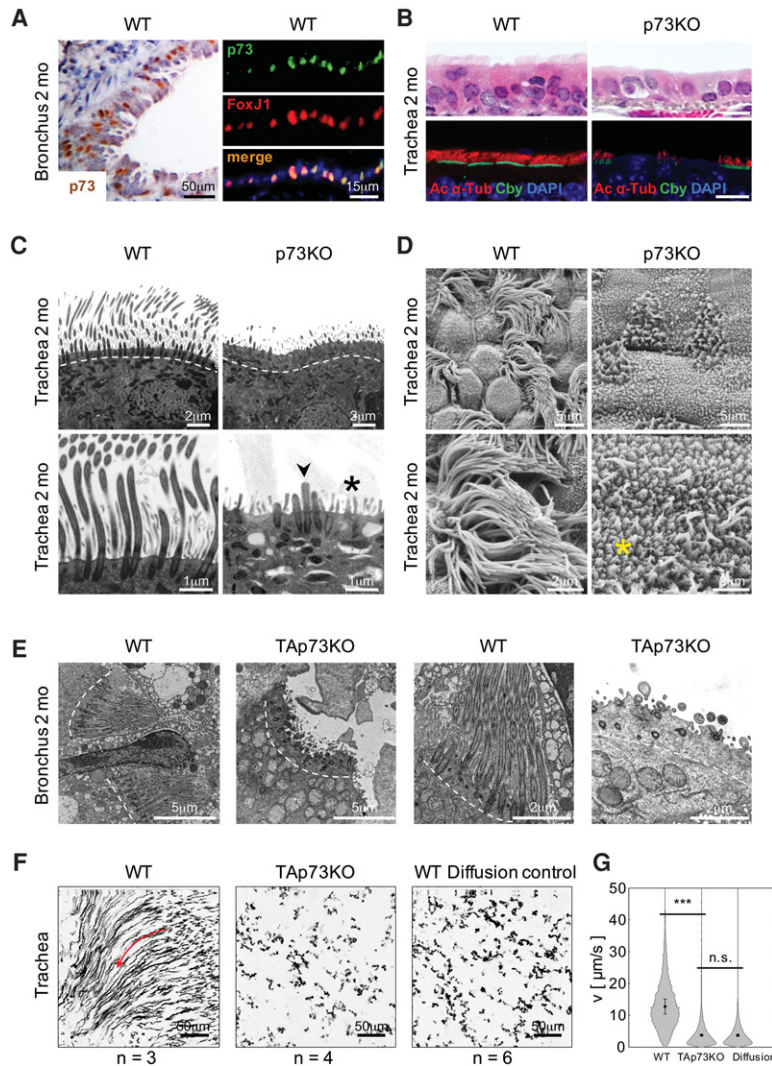 A
WT
WT
Bronchus 2 mo
p73
50μm
p73
FoxJ1
merge
15μm
B
WT
p73KO
Trachea 2 mo
Ac α-Tub Cby DAPI
Ac α-Tub Cby DAPI
C
WT
p73KO
Trachea 2 mo
2μm
2μm
Trachea 2 mo
1μm
*
1μm
D
WT
p73KO
Trachea 2 mo
5μm
5μm
Trachea 2 mo
2μm
*
2μm
E
WT
TAp73KO
WT
TAp73KO
Bronchus 2 mo
5μm
5μm
2μm
2μm
F
WT
TAp73KO
WT Diffusion control
Trachea
50μm
50μm
50μm
n = 3
n = 4
n = 6
G
v [ μm/s ]
50
40
30
20
10
0
***
n.s.
WT
TAp73KO
Diffusion